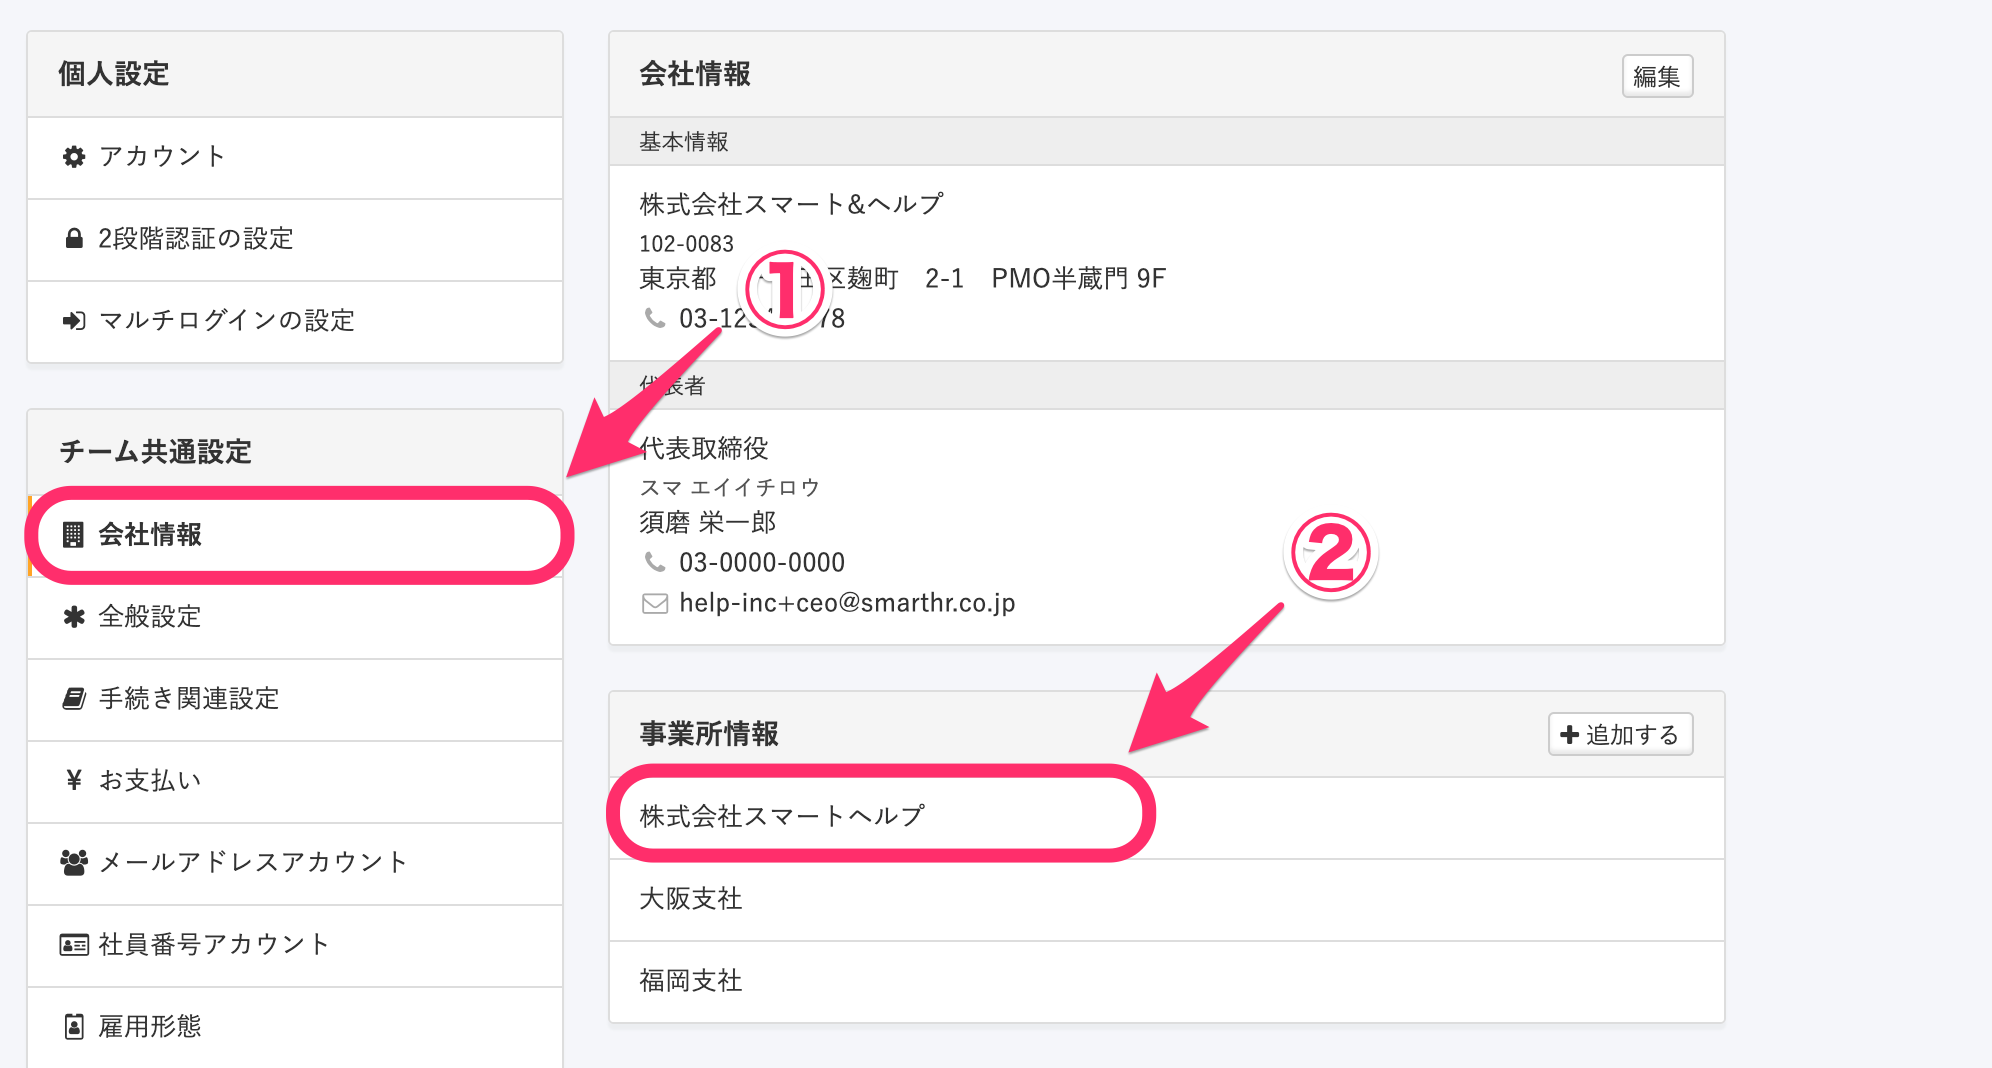 個人設定
アカウント
2段階認証の設定
マルチログインの設定
チーム共通設定
会社情報
全般設定
手続き関連設定
お支払い
メールアドレスアカウント
社員番号アカウント
雇用形態
会社情報
編集
基本情報
株式会社スマート&ヘルプ
102-0083
東京都 区麹町 2-1 PMO半蔵門 9F
①
代表者
代表取締役
スマ エイイチロウ
須磨 栄一郎
03-0000-0000
help-inc+ceo@smarthr.co.jp
②
事業所情報
追加する
株式会社スマートヘルプ
大阪支社
福岡支社